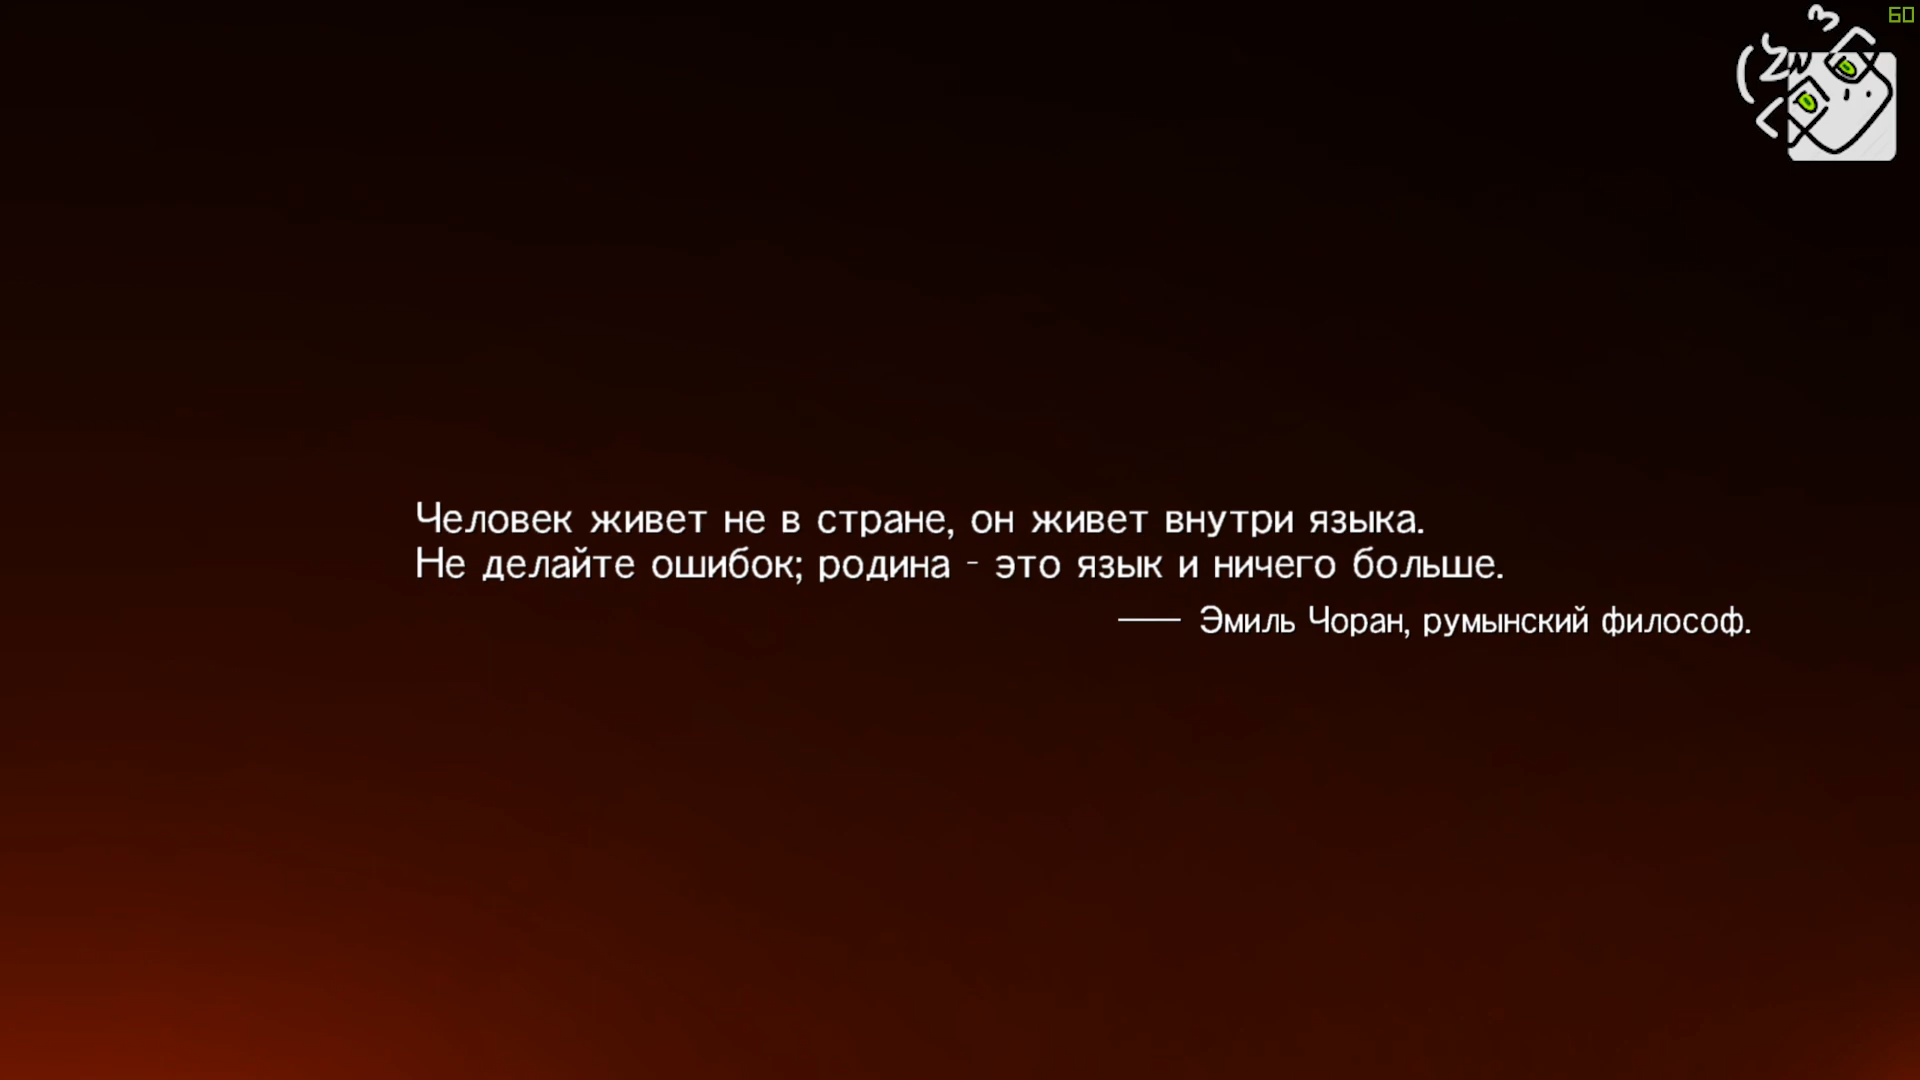 60
Человек живет не в стране, он живет внутри языка.
Не делайте ошибок; родина - это язык и ничего больше.
—— Эмиль Чоран, румынский философ.